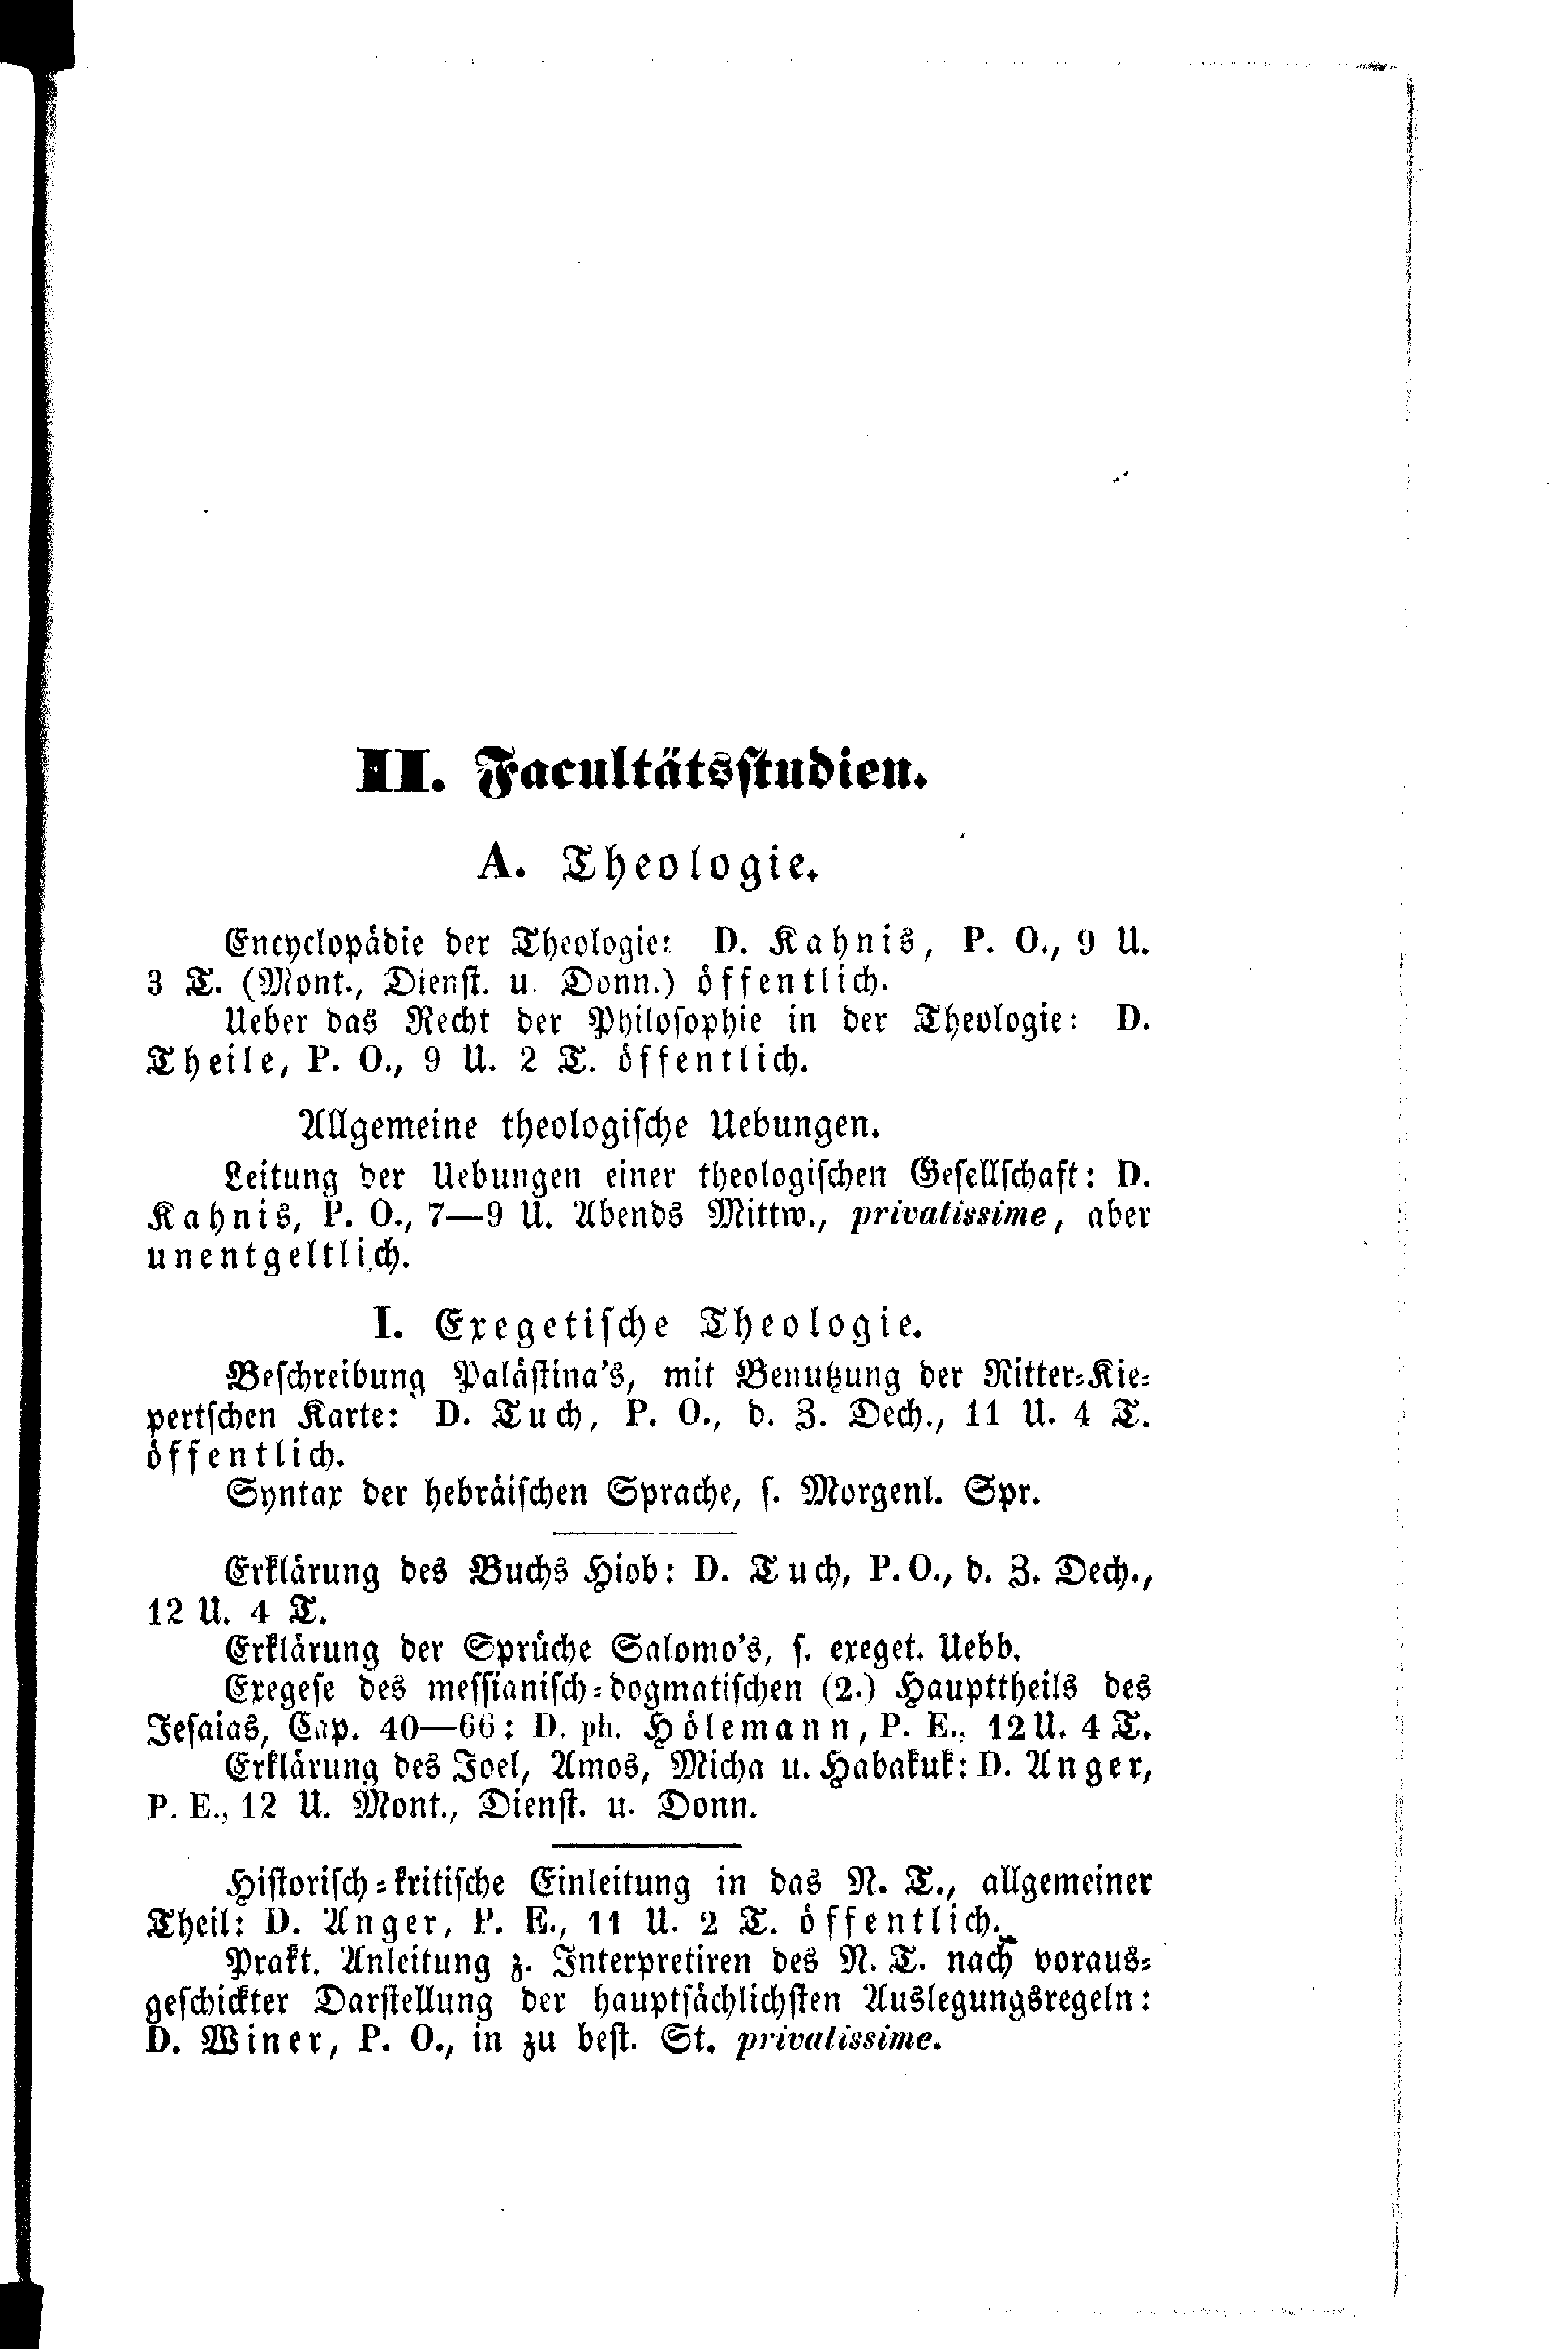 II. Facultätsstudien.
A. Theologie.
Encyclopädie der Theologie: D. Kahnis, P. O., 9 U.
3 T. (Mont., Dienst. u. Donn.) öffentlich.
Ueber das Recht der Philosophie in der Theologie: D.
Theile, P. O., 9 U. 2 T. öffentlich.
Allgemeine theologische Uebungen.
Leitung der Uebungen einer theologischen Gesellschaft: D.
Kahnis, P. O., 7—9 U. Abends Mittw., privatissime, aber
unentgeltlich.
I. Exegetische Theologie.
Beschreibung Palästina's, mit Benutzung der Ritter-Kie-
pertschen Karte: D. Tuch, P. O., d. Z. Dech., 11 U. 4 T.
öffentlich.
Syntax der hebräischen Sprache, s. Morgenl. Spr.
Erklärung des Buchs Hiob: D. Tuch, P. O., d. Z. Dech.,
12 U. 4 T.
Erklärung der Sprüche Salomo's, s. exeget. Uebb.
Exegese des messianisch-dogmatischen (2.) Haupttheils des
Jesaias, Cap. 40—66: D. ph. Hölemann, P. E., 12 U. 4 T.
Erklärung des Joel, Amos, Micha u. Habakuk: D. Anger,
P. E., 12 U. Mont., Dienst. u. Donn.
Historisch-kritische Einleitung in das N. T., allgemeiner
Theil: D. Anger, P. E., 11 U. 2 T. öffentlich.
Prakt. Anleitung z. Interpretiren des N. T. nach voraus-
geschickter Darstellung der hauptsächlichsten Auslegungsregeln:
D. Winer, P. O., in zu best. St. privatissime.